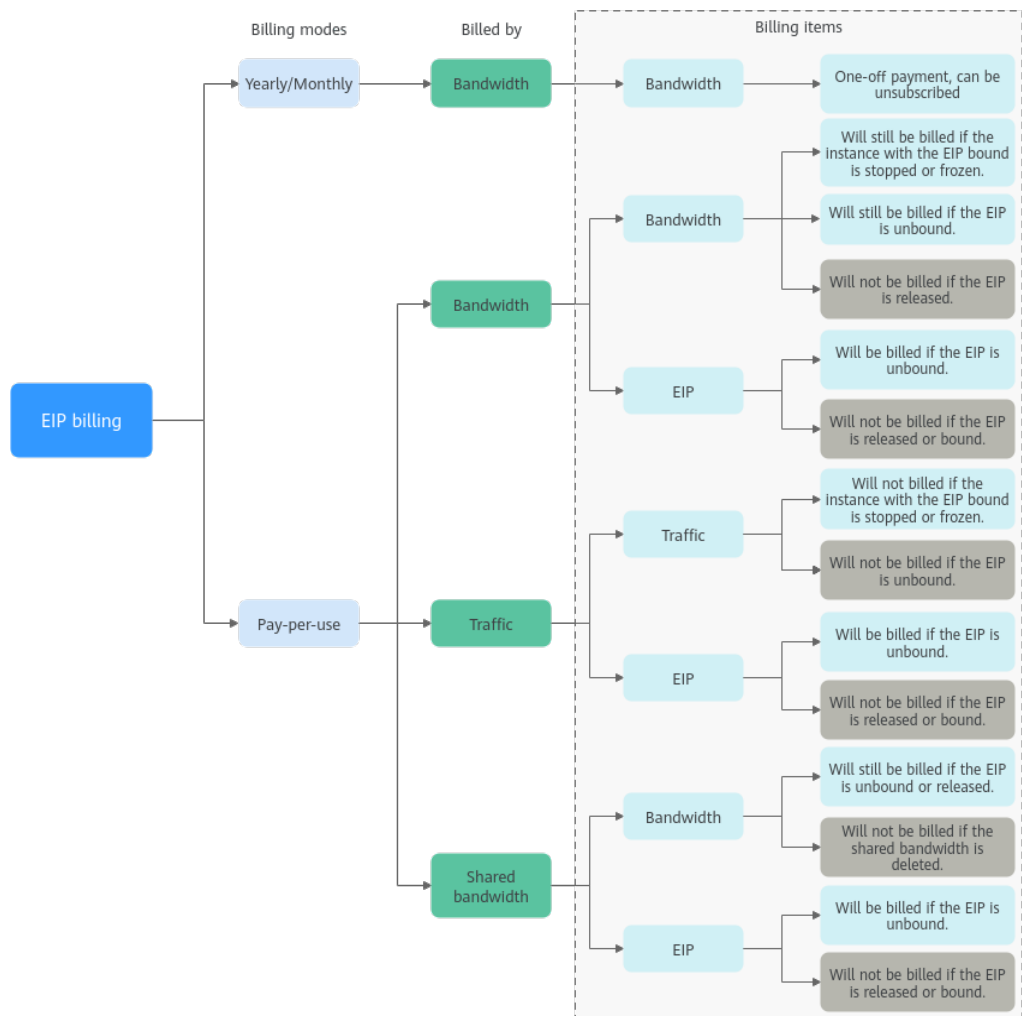 Billing modes
Billed by
Billing items
Yearly/Monthly
Bandwidth
Bandwidth
One-off payment, can be
unsubscribed
Will still be billed if the
instance with the EIP bound
is stopped or frozen.
Bandwidth
Will still be billed if the EIP
is unbound.
Will not be billed if the EIP
is released.
Bandwidth
EIP
Will be billed if the EIP is
unbound.
Will not be billed if the EIP
is released or bound.
EIP billing
Will not billed if the
instance with the EIP bound
is stopped or frozen.
Traffic
Will not be billed if the EIP
is unbound.
Pay-per-use
Traffic
Will be billed if the EIP is
unbound.
EIP
Will not be billed if the EIP
is released or bound.
Will still be billed if the EIP
is unbound or released.
Bandwidth
Will not be billed if the
shared bandwidth is
deleted.
Shared
bandwidth
Will be billed if the EIP is
unbound.
EIP
Will not be billed if the EIP
is released or bound.